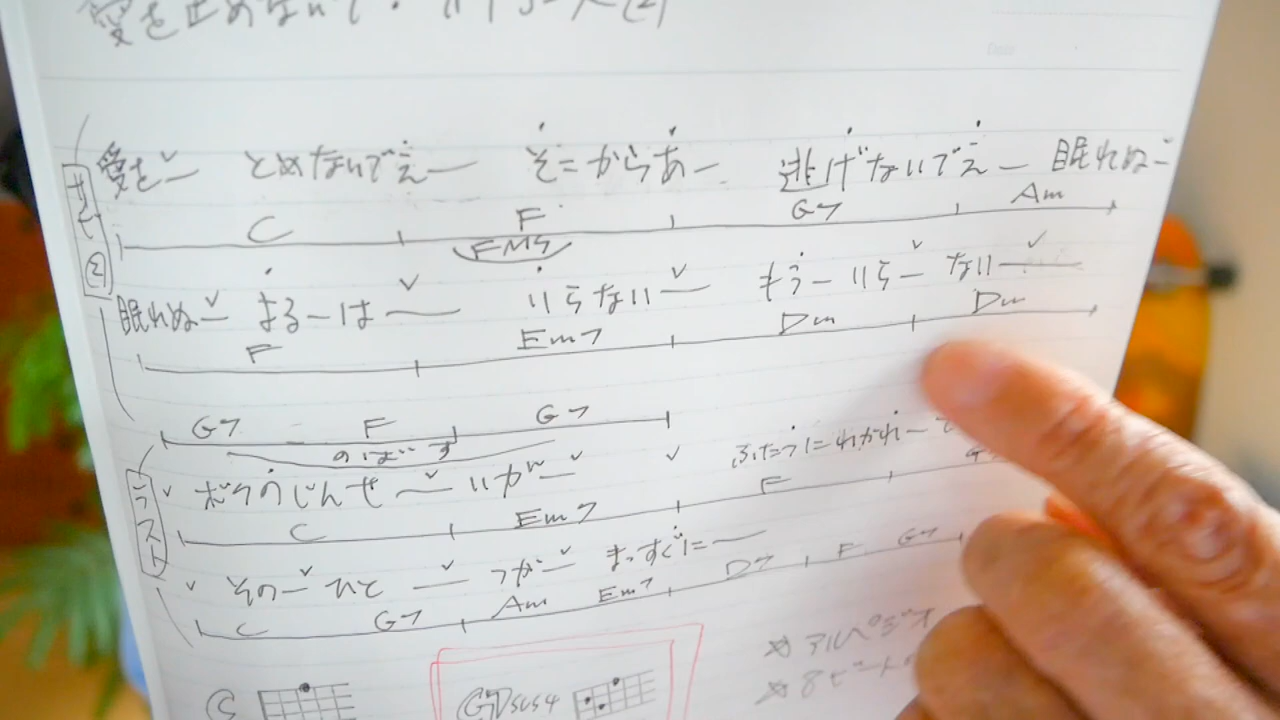 愛を止めないで
愛をー とめないでえー そこからあー 逃げないでえー 眠れぬー
C F G7 Am
FM7
サビ②
眠れぬー よるーはー いらないー もうーいらーないー
F Em7 Dm Dm
G7 F G7
のばす
ラスト
ボクのじんせーいがー ふたつにわかれー
C Em7 F
そのーひとーつがー まっすぐにー
C G7 Am Em7 D7 F G7
C G7sus4
※アルペジオ
※8ビート